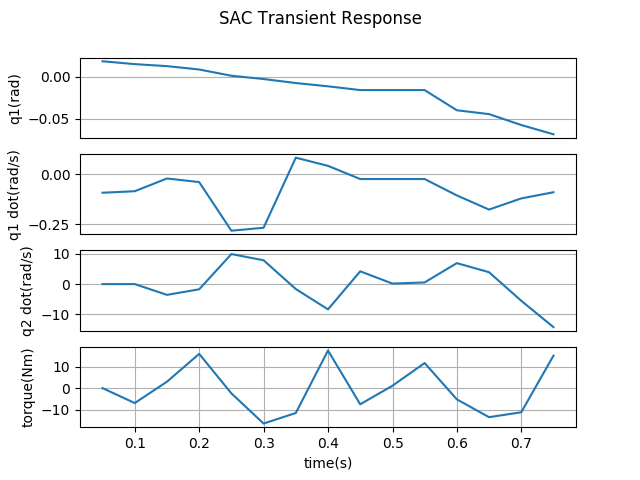 SAC Transient Response
0.00
−0.05
q1(rad)
0.00
−0.25
q1 dot(rad/s)
10
0
−10
q2 dot(rad/s)
10
0
−10
torque(Nm)
0.1 0.2 0.3 0.4 0.5 0.6 0.7
time(s)